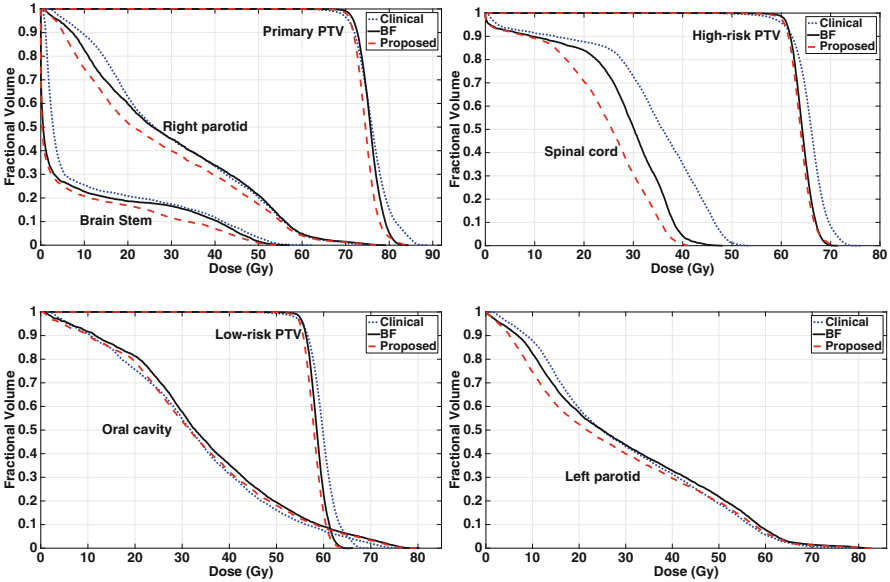 1
0.9
0.8
0.7
0.6
0.5
0.4
0.3
0.2
0.1
0
Fractional Volume
Primary PTV
Right parotid
Brain Stem
Clinical
BF
Proposed
0 10 20 30 40 50 60 70 80 90
Dose (Gy)
1
0.9
0.8
0.7
0.6
0.5
0.4
0.3
0.2
0.1
0
Fractional Volume
High-risk PTV
Spinal cord
Clinical
BF
Proposed
0 10 20 30 40 50 60 70 80
Dose (Gy)
1
0.9
0.8
0.7
0.6
0.5
0.4
0.3
0.2
0.1
0
Fractional Volume
Low-risk PTV
Oral cavity
Clinical
BF
Proposed
0 10 20 30 40 50 60 70 80
Dose (Gy)
1
0.9
0.8
0.7
0.6
0.5
0.4
0.3
0.2
0.1
0
Fractional Volume
Left parotid
Clinical
BF
Proposed
0 10 20 30 40 50 60 70 80
Dose (Gy)